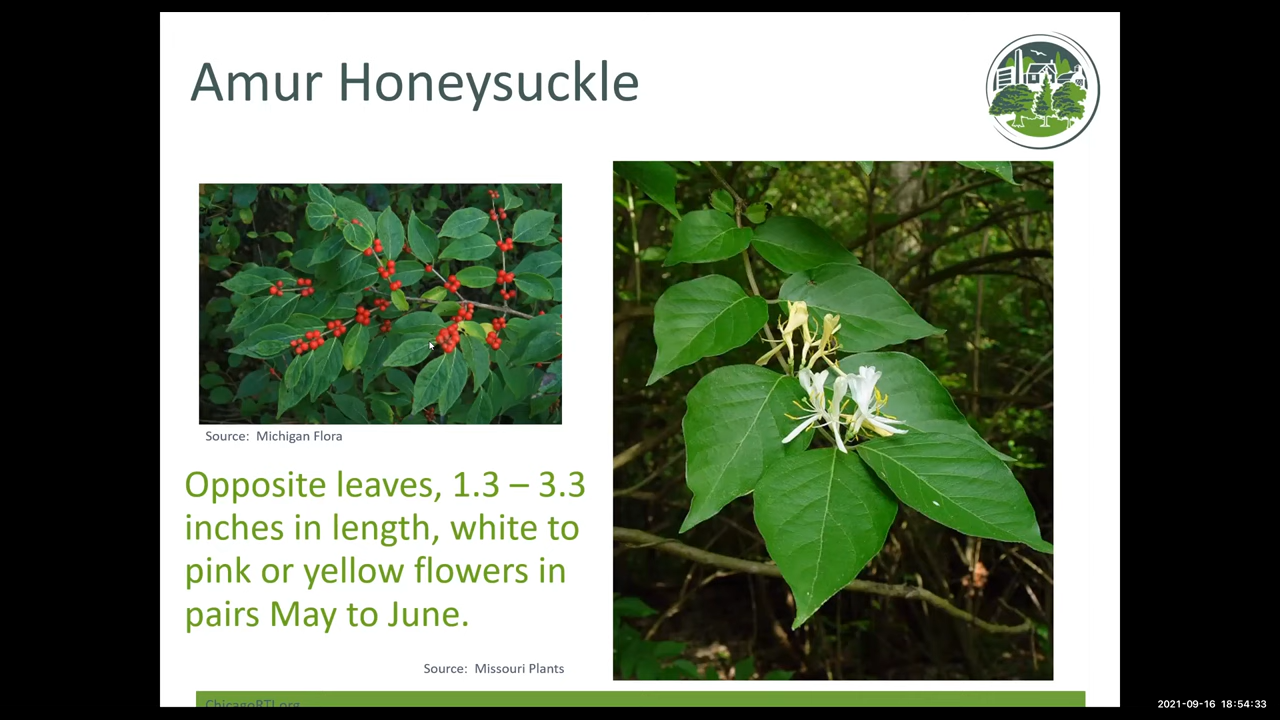 Amur Honeysuckle
Source: Michigan Flora
Opposite leaves, 1.3 – 3.3
inches in length, white to
pink or yellow flowers in
pairs May to June.
Source: Missouri Plants
ChicagoRTI.org
2021-09-16 18:54:33